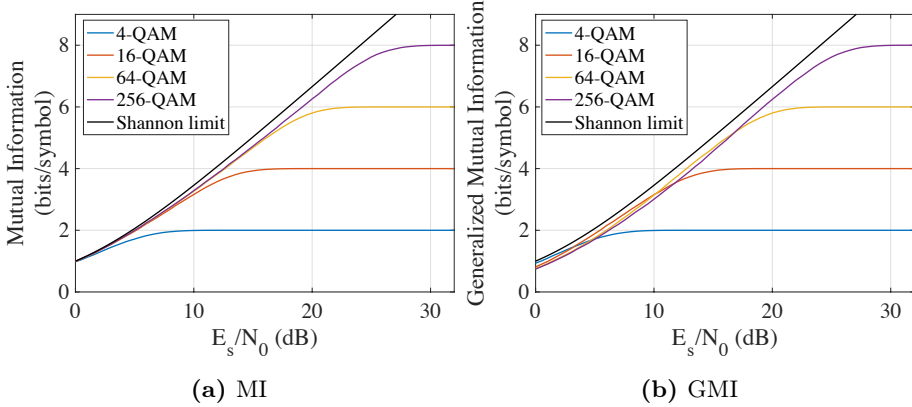 Mutual Information
(bits/symbol)
8
6
4
2
0
4-QAM
16-QAM
64-QAM
256-QAM
Shannon limit
0 10 20 30
E_s/N_0 (dB)
(a) MI
Generalized Mutual Information
(bits/symbol)
8
6
4
2
0
4-QAM
16-QAM
64-QAM
256-QAM
Shannon limit
0 10 20 30
E_s/N_0 (dB)
(b) GMI